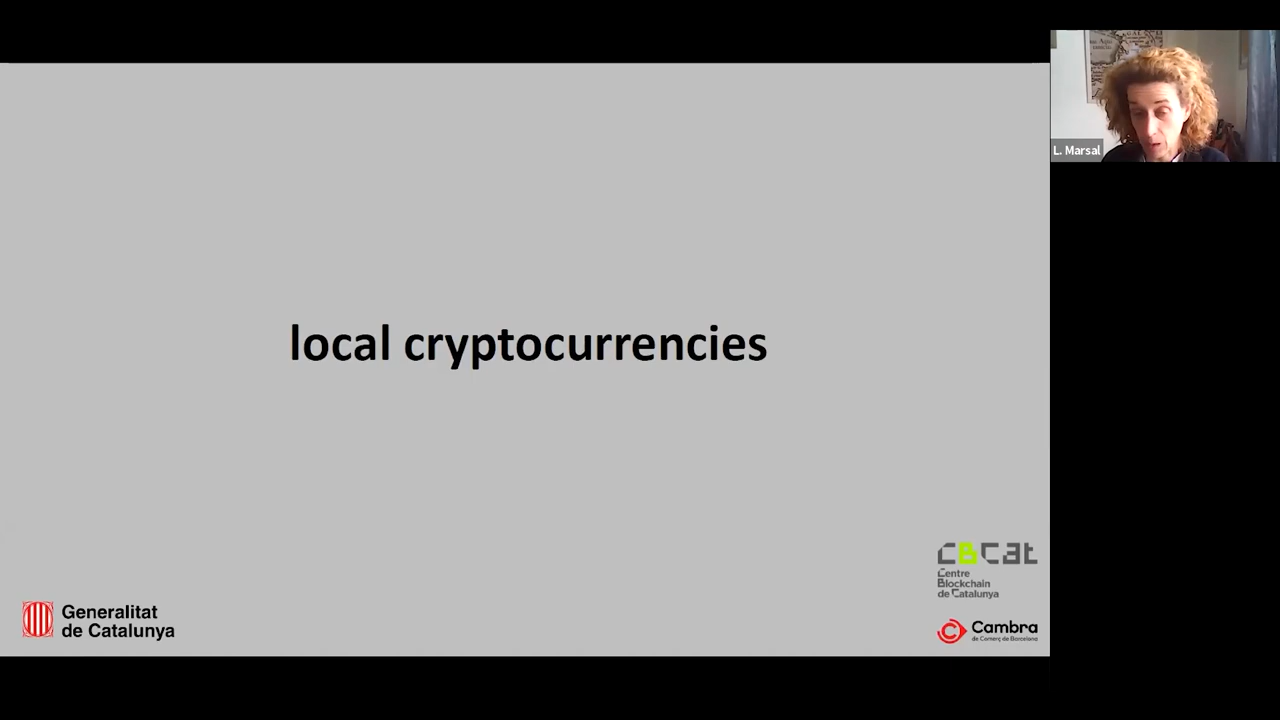 local cryptocurrencies
L. Marsal
CBCat
Centre
Blockchain
de Catalunya
Cambra
de Comerç de Barcelona
Generalitat
de Catalunya